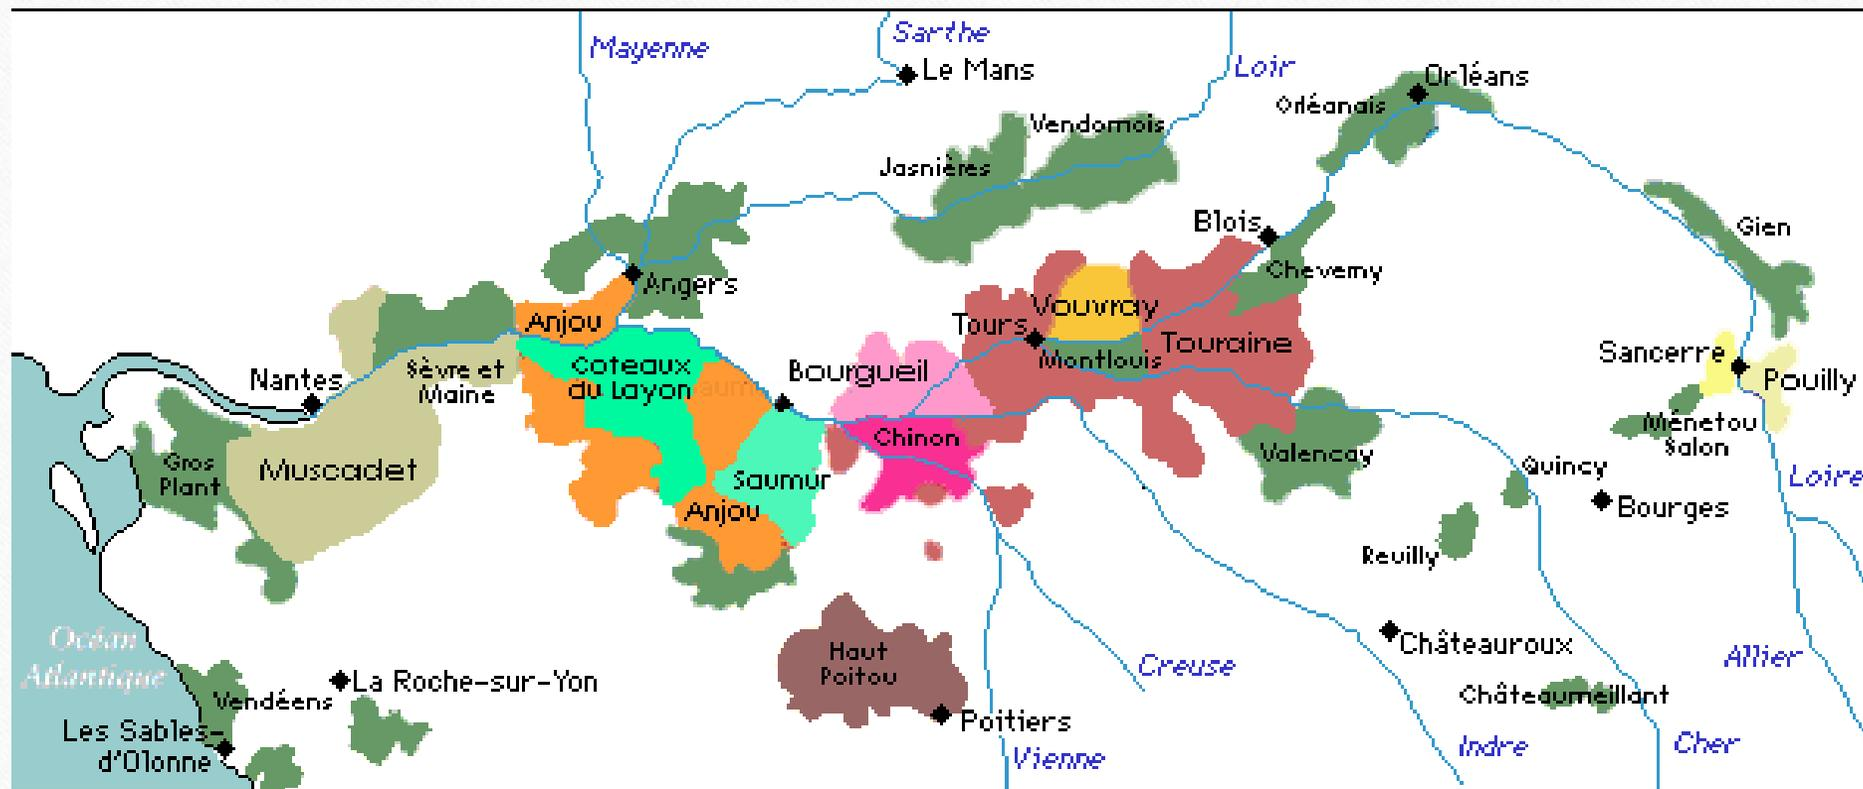 Mayenne
Sarthe
Le Mans
Loir
Orléans
Orléanais
Vendomois
Jasnières
Blois
Gien
Cheverny
Angers
Anjou
Vouvray
Tours
Touraine
Montlouis
Sancerre
Pouilly
Nantes
Sèvre et
Maine
Coteaux
du Layon
Bourgueil
Chinon
Ménetou
Salon
Valencay
Gros
Plant
Muscadet
Saumur
Anjou
Quincy
Loire
Bourges
Reuilly
Océan
Atlantique
Haut
Poitou
Châteauroux
Creuse
Allier
La Roche-sur-Yon
Vendéens
Châteaumeillant
Poitiers
Les Sables-
d'Olonne
Vienne
Indre
Cher